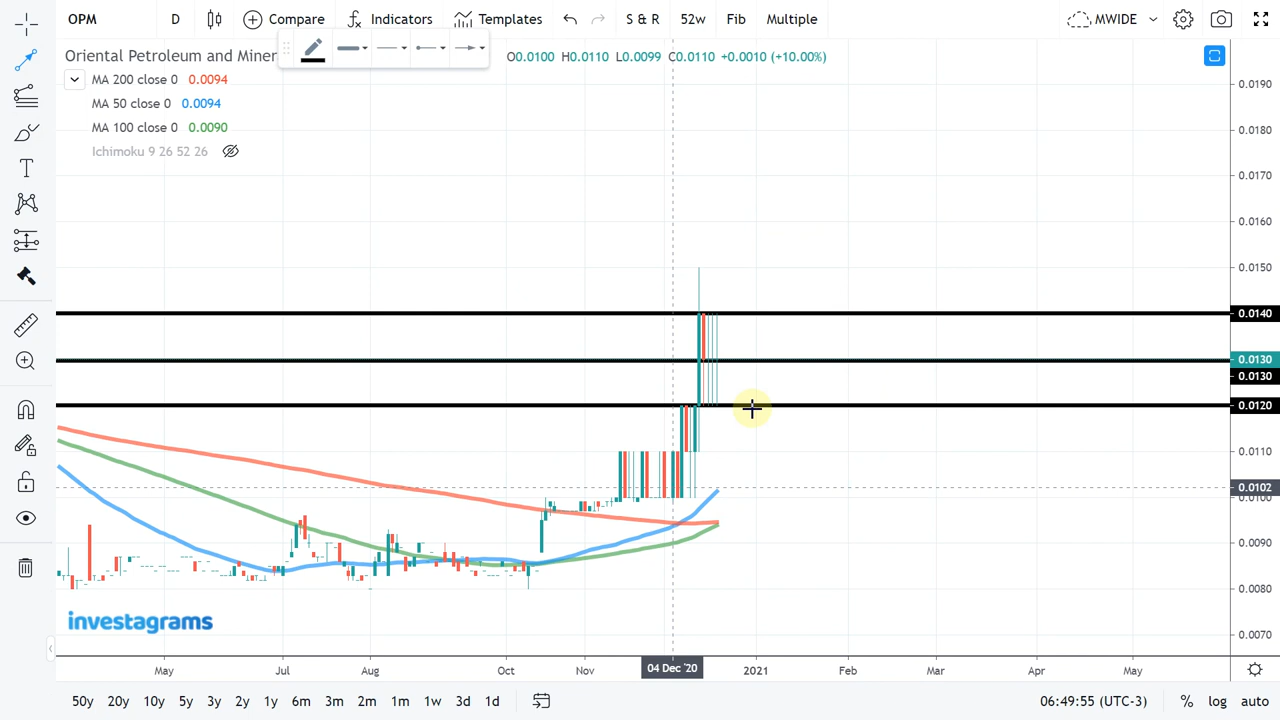 OPM D Compare Indicators Templates S & R 52w Fib Multiple MWIDE
Oriental Petroleum and Miner O0.0100 H0.0110 L0.0099 C0.0110 +0.0010 (+10.00%)
MA 200 close 0 0.0094
MA 50 close 0 0.0094
MA 100 close 0 0.0090
Ichimoku 9 26 52 26
0.0190
0.0180
0.0170
0.0160
0.0150
0.0140
0.0130
0.0130
0.0120
0.0110
0.0102
0.0100
0.0090
0.0080
0.0070
investagrams
May Jul Aug Oct Nov 04 Dec '20 2021 Feb Mar Apr May
50y 20y 10y 5y 3y 2y 1y 6m 3m 2m 1m 1w 3d 1d 06:49:55 (UTC-3) % log auto